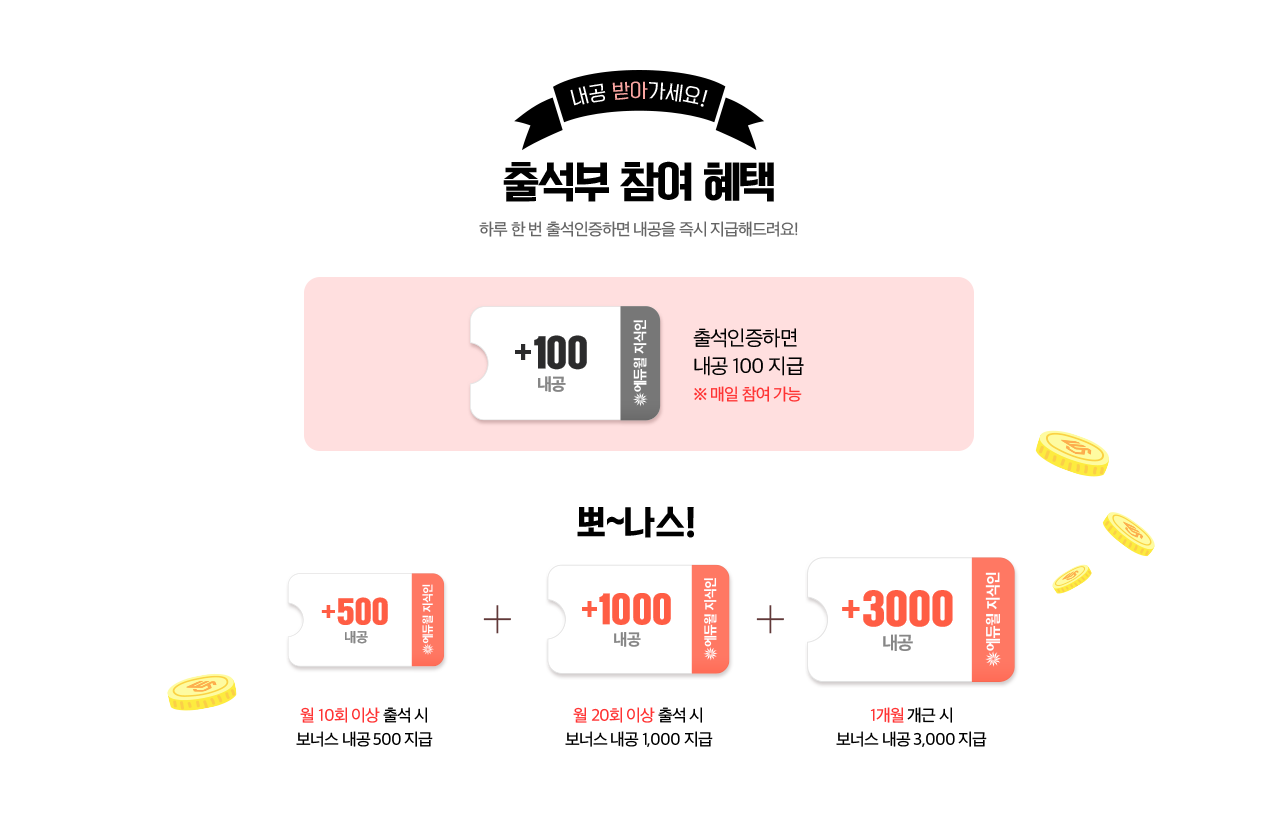 내공 받아가세요!
출석부 참여 혜택
하루 한 번 출석인증하면 내공을 즉시 지급해드려요!
+100
내공
에듀윌 지식인
출석인증하면
내공 100 지급
※ 매일 참여 가능
뽀~나스!
+500
내공
에듀윌 지식인
+
+1000
내공
에듀윌 지식인
+
+3000
내공
에듀윌 지식인
월 10회 이상 출석 시
보너스 내공 500 지급
월 20회 이상 출석 시
보너스 내공 1,000 지급
1개월 개근 시
보너스 내공 3,000 지급